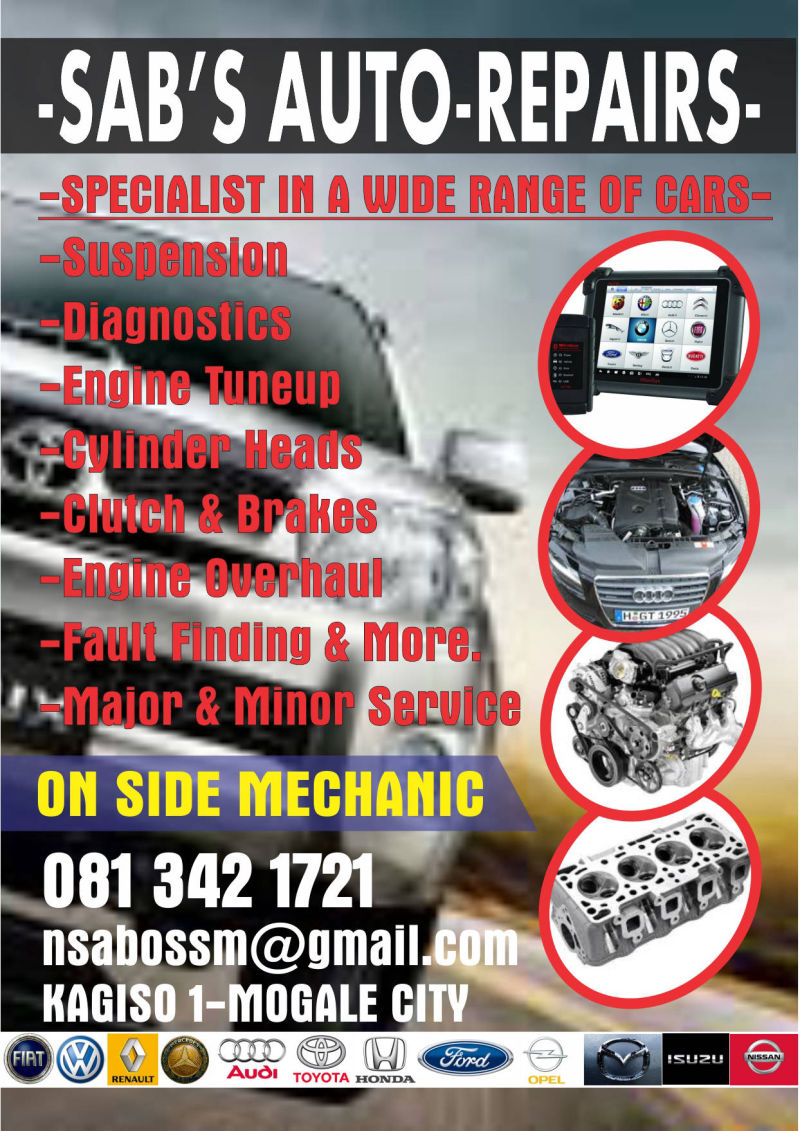 -SAB'S AUTO-REPAIRS-
-SPECIALIST IN A WIDE RANGE OF CARS-
-Suspension
-Diagnostics
-Engine Tuneup
-Cylinder Heads
-Clutch & Brakes
-Engine Overhaul
-Fault Finding & More.
-Major & Minor Service
H GT 1995
ON SIDE MECHANIC
081 342 1721
nsabossm@gmail.com
KAGISO 1-MOGALE CITY
FIAT RENAULT Audi TOYOTA HONDA Ford OPEL ISUZU NISSAN